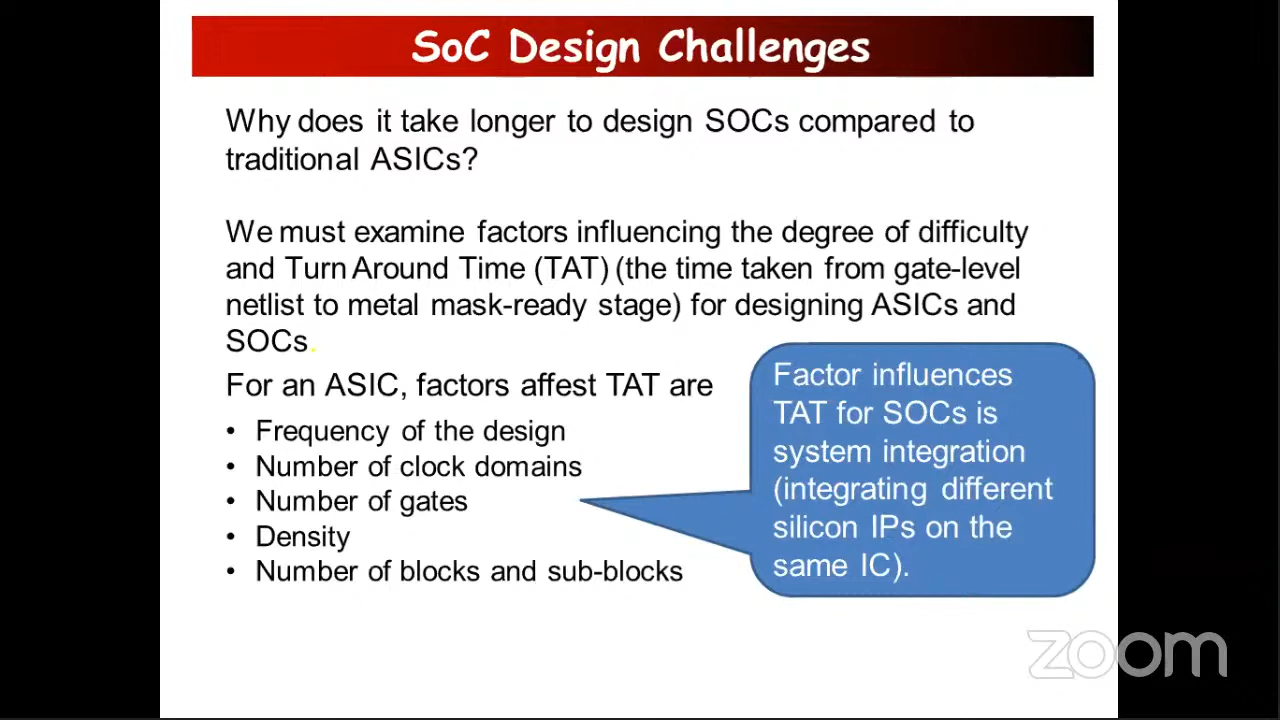 SoC Design Challenges
Why does it take longer to design SOCs compared to
traditional ASICs?
We must examine factors influencing the degree of difficulty
and Turn Around Time (TAT) (the time taken from gate-level
netlist to metal mask-ready stage) for designing ASICs and
SOCs.
For an ASIC, factors affest TAT are
• Frequency of the design
• Number of clock domains
• Number of gates
• Density
• Number of blocks and sub-blocks
Factor influences
TAT for SOCs is
system integration
(integrating different
silicon IPs on the
same IC).
zoom